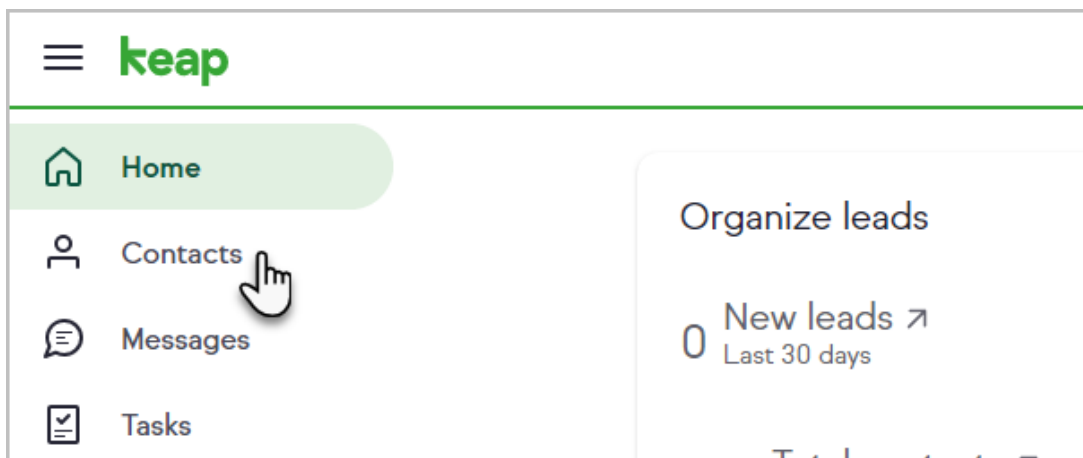 keap
Home
Contacts
Messages
Tasks
Organize leads
0
New leads
Last 30 days